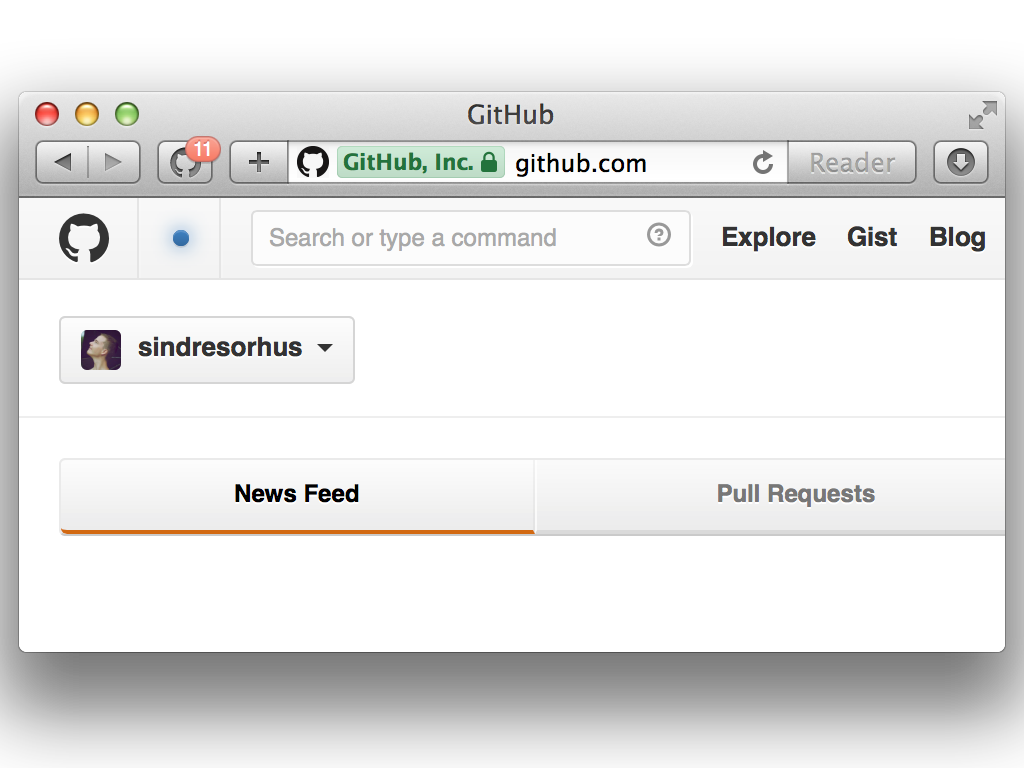 GitHub
11
GitHub, Inc. github.com Reader
Search or type a command Explore Gist Blog
sindresorhus
News Feed Pull Requests